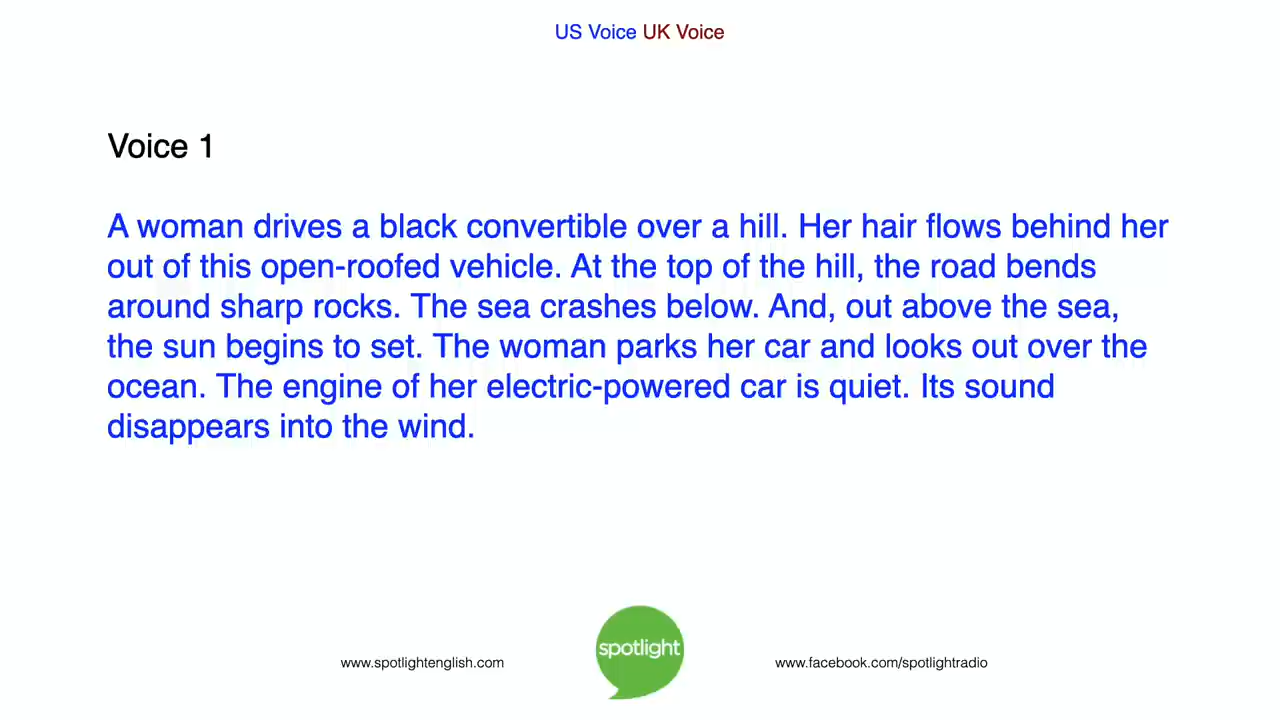 US Voice UK Voice
Voice 1
A woman drives a black convertible over a hill. Her hair flows behind her
out of this open-roofed vehicle. At the top of the hill, the road bends
around sharp rocks. The sea crashes below. And, out above the sea,
the sun begins to set. The woman parks her car and looks out over the
ocean. The engine of her electric-powered car is quiet. Its sound
disappears into the wind.
spotlight
www.spotlightenglish.com
www.facebook.com/spotlightradio